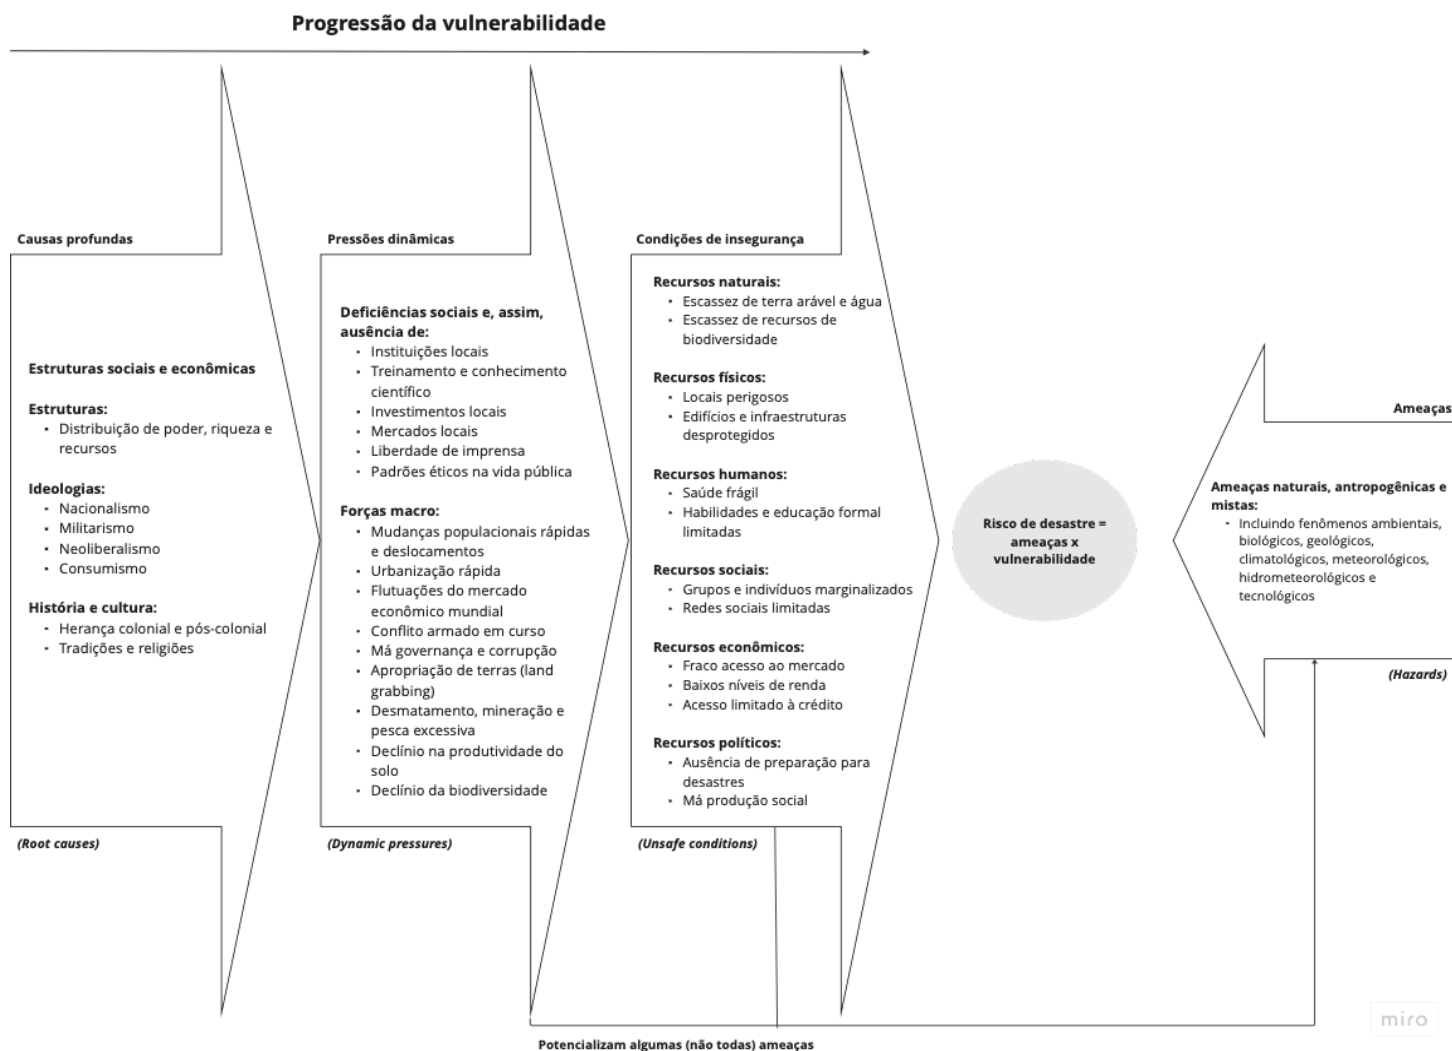 Progressão da vulnerabilidade
Causas profundas
Estruturas sociais e econômicas
Estruturas:
Distribuição de poder, riqueza e
recursos
Ideologias:
Nacionalismo
Militarismo
Neoliberalismo
Consumismo
História e cultura:
Herança colonial e pós-colonial
Tradições e religiões
(Root causes)
Pressões dinâmicas
Deficiências sociais e, assim,
ausência de:
Instituições locais
Treinamento e conhecimento
científico
Investimentos locais
Mercados locais
Liberdade de imprensa
Padrões éticos na vida pública
Forças macro:
Mudanças populacionais rápidas
e deslocamentos
Urbanização rápida
Flutuações do mercado
econômico mundial
Conflito armado em curso
Má governança e corrupção
Apropriação de terras (land
grabbing)
Desmatamento, mineração e
pesca excessiva
Declínio na produtividade do
solo
Declínio da biodiversidade
(Dynamic pressures)
Condições de insegurança
Recursos naturais:
Escassez de terra arável e água
Escassez de recursos de
biodiversidade
Recursos físicos:
Locais perigosos
Edifícios e infraestruturas
desprotegidos
Recursos humanos:
Saúde frágil
Habilidades e educação formal
limitadas
Recursos sociais:
Grupos e indivíduos marginalizados
Redes sociais limitadas
Recursos econômicos:
Fraco acesso ao mercado
Baixos níveis de renda
Acesso limitado à crédito
Recursos políticos:
Ausência de preparação para
desastres
Má produção social
(Unsafe conditions)
Risco de desastre =
ameaças x
vulnerabilidade
Ameaças
Ameaças naturais, antropogênicas e
mistas:
Incluindo fenômenos ambientais,
biológicos, geológicos,
climatológicos, meteorológicos,
hidrometeorológicos e
tecnológicos
(Hazards)
Potencializam algumas (não todas) ameaças
miro